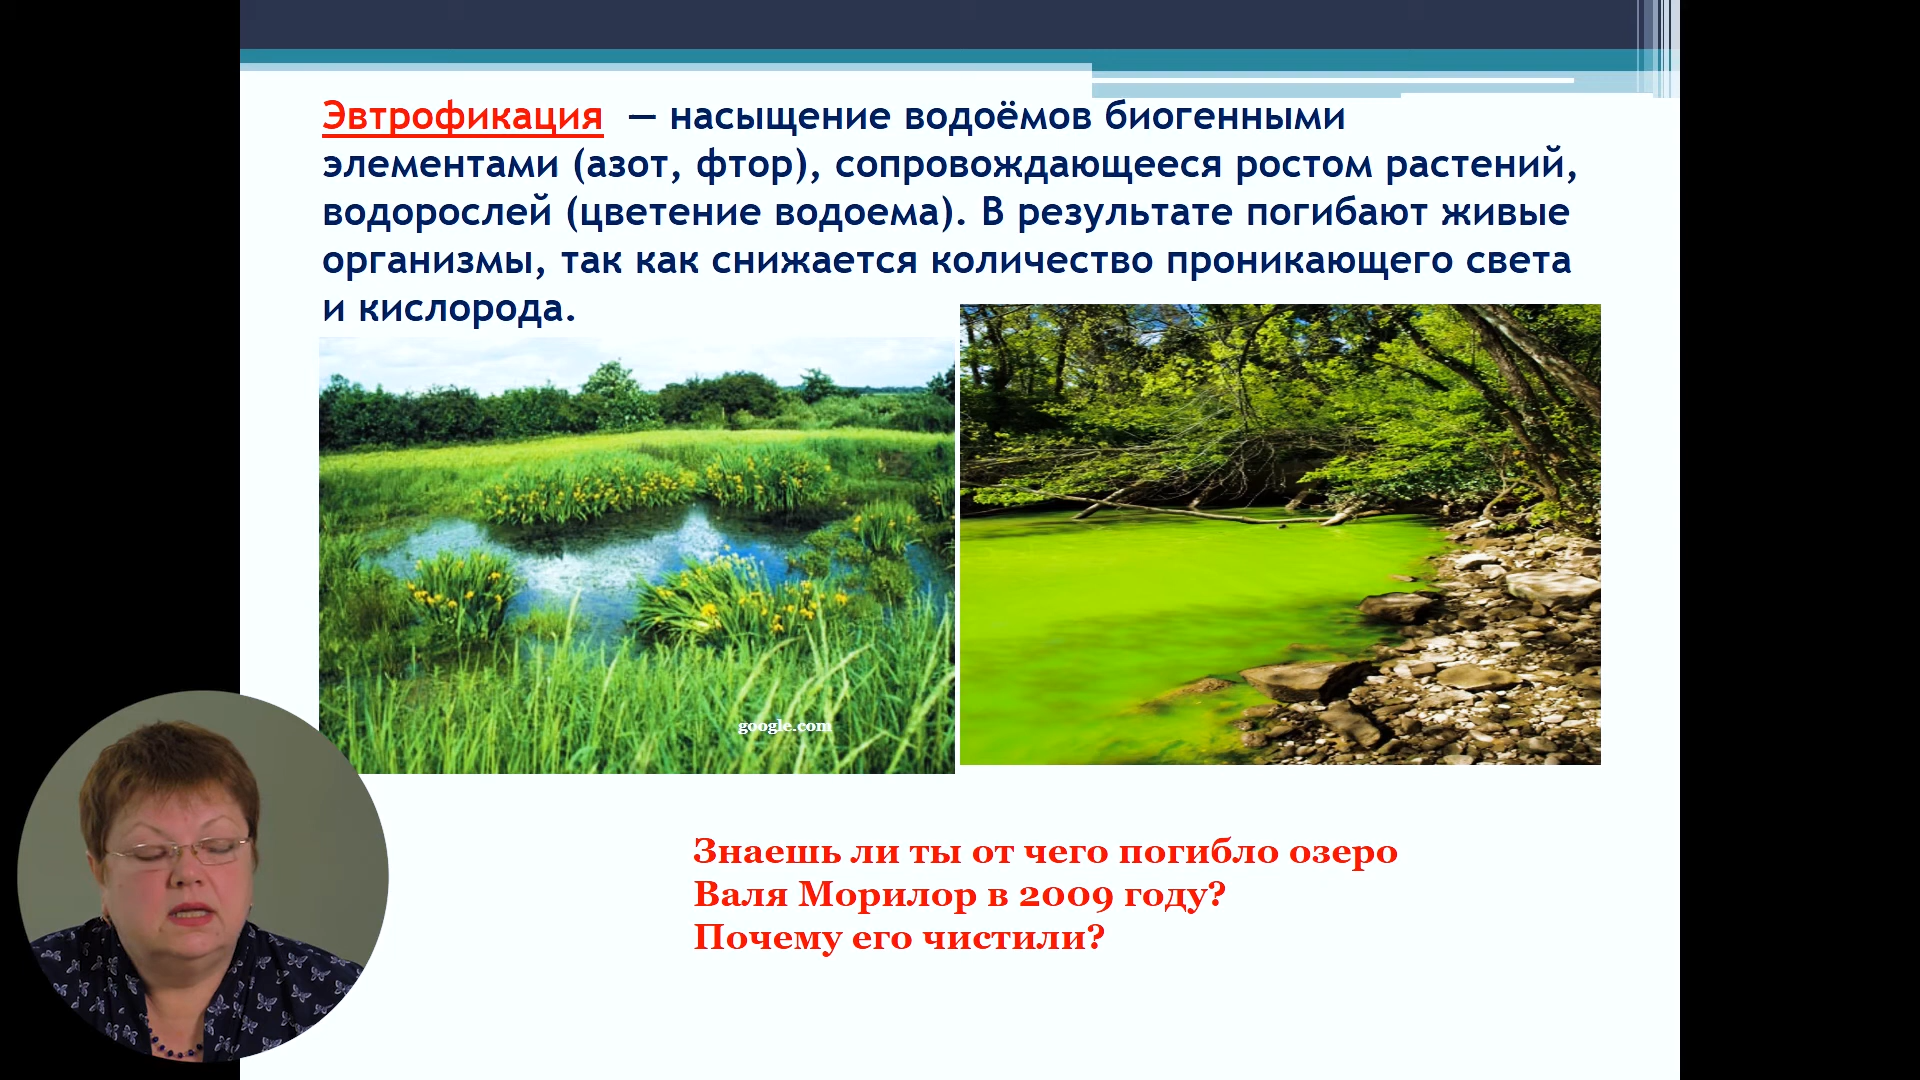 Эвтрофикация — насыщение водоёмов биогенными
элементами (азот, фтор), сопровождающееся ростом растений,
водорослей (цветение водоема). В результате погибают живые
организмы, так как снижается количество проникающего света
и кислорода.
google.com
Знаешь ли ты от чего погибло озеро
Валя Морилор в 2009 году?
Почему его чистили?